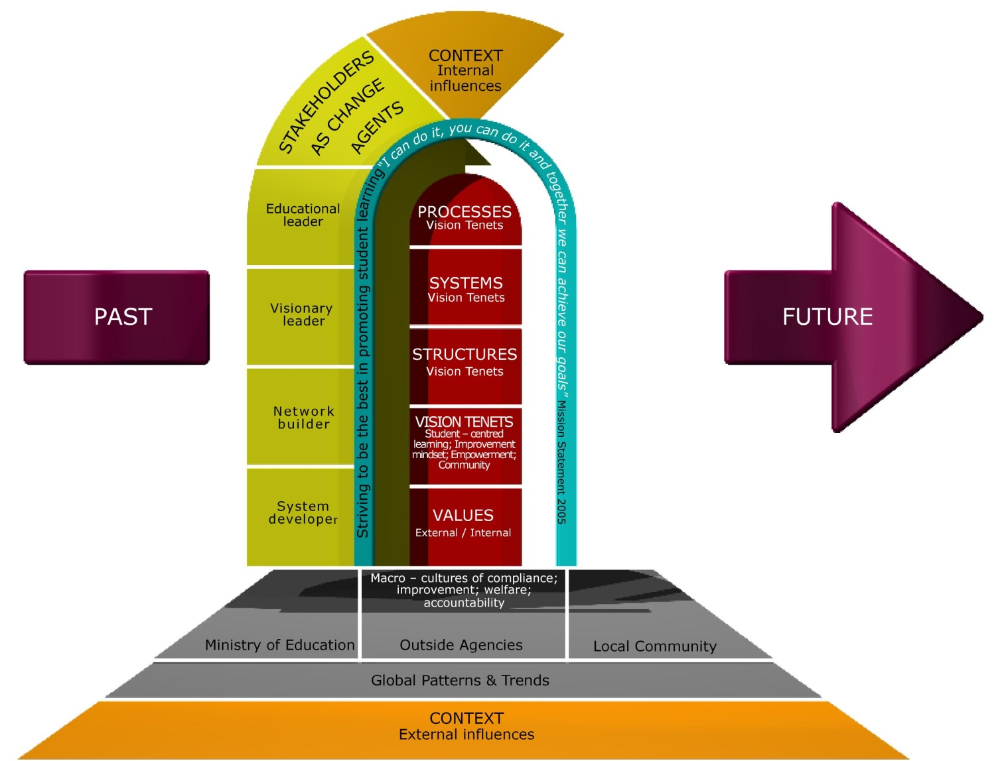 CONTEXT
Internal
influences
STAKEHOLDERS
AS CHANGE
AGENTS
Educational
leader
Visionary
leader
Network
builder
System
developer
Striving to be the best in promoting student learning
"I can do it, you can do it and together we can achieve our goals" Mission Statement 2005
PROCESSES
Vision Tenets
SYSTEMS
Vision Tenets
STRUCTURES
Vision Tenets
VISION TENETS
Student – centred
learning; Improvement
mindset; Empowerment;
Community
VALUES
External / Internal
PAST
FUTURE
Macro – cultures of compliance;
improvement; welfare;
accountability
Ministry of Education
Outside Agencies
Local Community
Global Patterns & Trends
CONTEXT
External influences